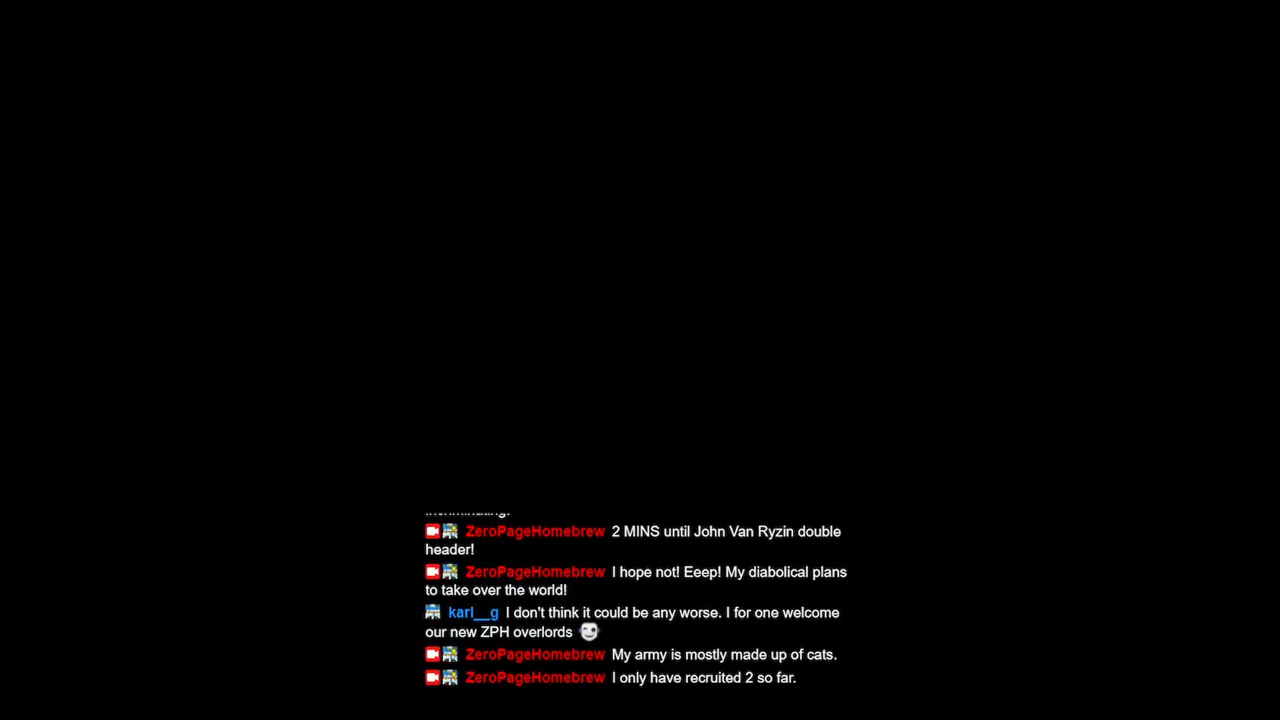 ZeroPageHomebrew 2 MINS until John Van Ryzin double
header!
ZeroPageHomebrew I hope not! Eeep! My diabolical plans
to take over the world!
karl__g I don't think it could be any worse. I for one welcome
our new ZPH overlords
ZeroPageHomebrew My army is mostly made up of cats.
ZeroPageHomebrew I only have recruited 2 so far.